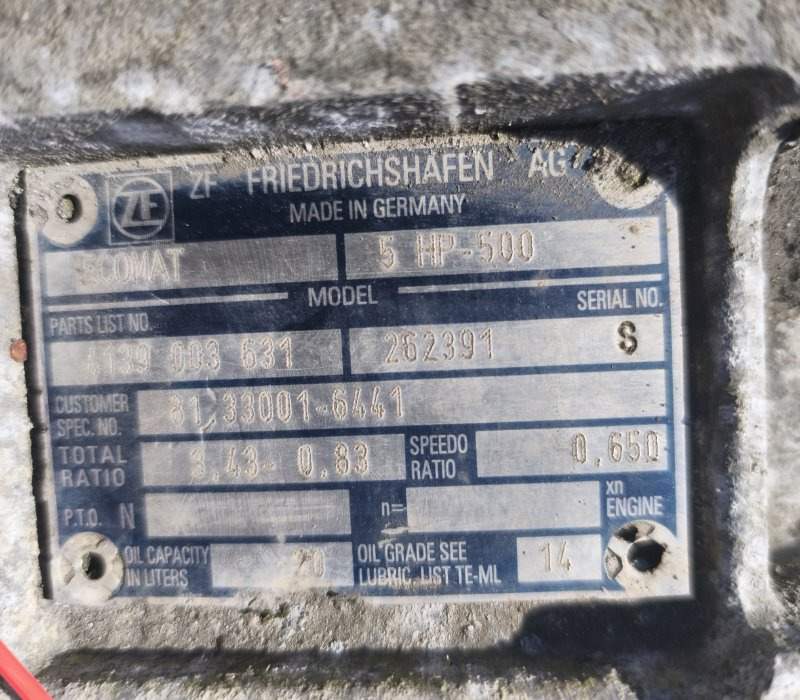 ZF ZF FRIEDRICHSHAFEN AG
MADE IN GERMANY
ECOMAT 5 HP-500
MODEL SERIAL NO.
PARTS LIST NO.
4139 003 631 262391 S
CUSTOMER SPEC. NO. 81.33001-6441
TOTAL RATIO 3,43- 0,83 SPEEDO RATIO 0,650
P.T.O. N n= xn ENGINE
OIL CAPACITY IN LITERS 20 OIL GRADE SEE LUBRIC. LIST TE-ML 14